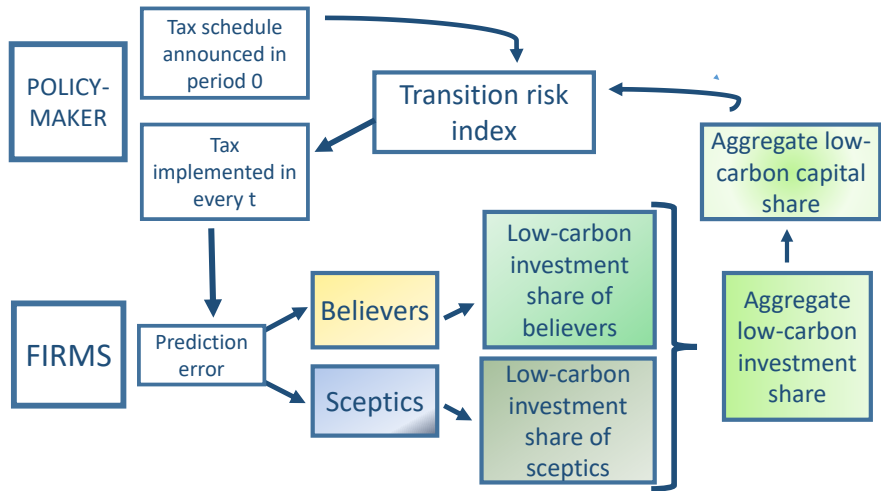 POLICY-
MAKER
Tax schedule
announced in
period 0
Transition risk
index
Tax
implemented in
every t
Aggregate low-
carbon capital
share
FIRMS
Prediction
error
Believers
Sceptics
Low-carbon
investment
share of
believers
Low-carbon
investment
share of
sceptics
Aggregate
low-carbon
investment
share